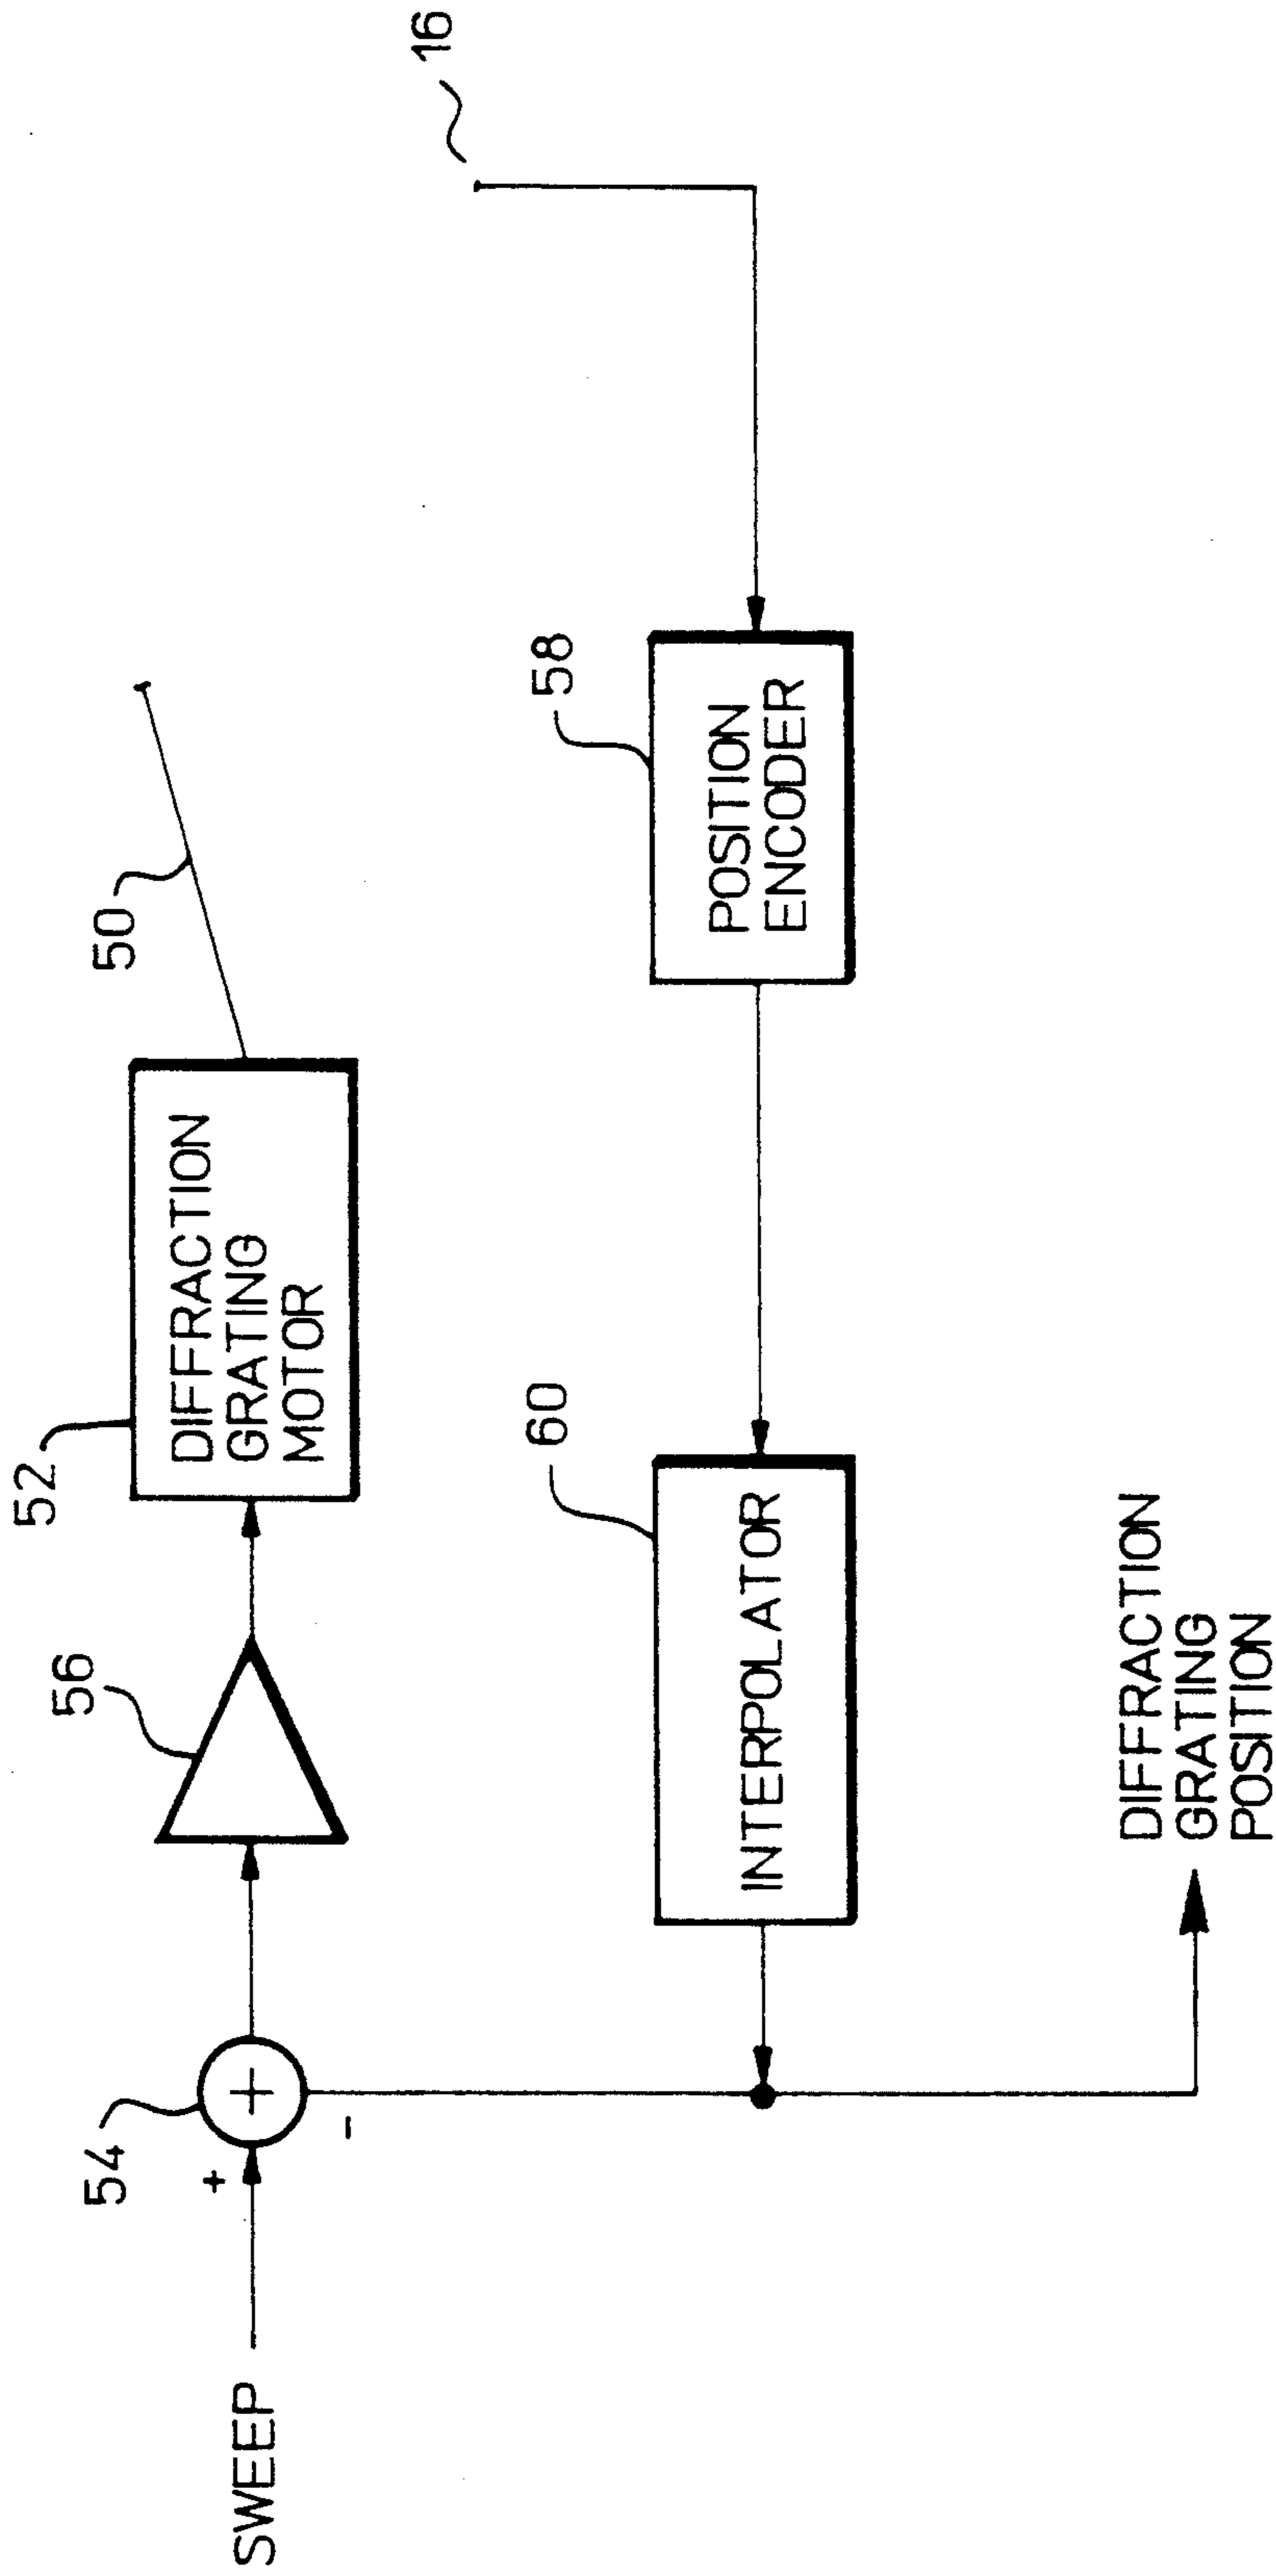 SWEEP
+
-
54
56
52
DIFFRACTION
GRATING
MOTOR
50
16
60
INTERPOLATOR
58
POSITION
ENCODER
DIFFRACTION
GRATING
POSITION